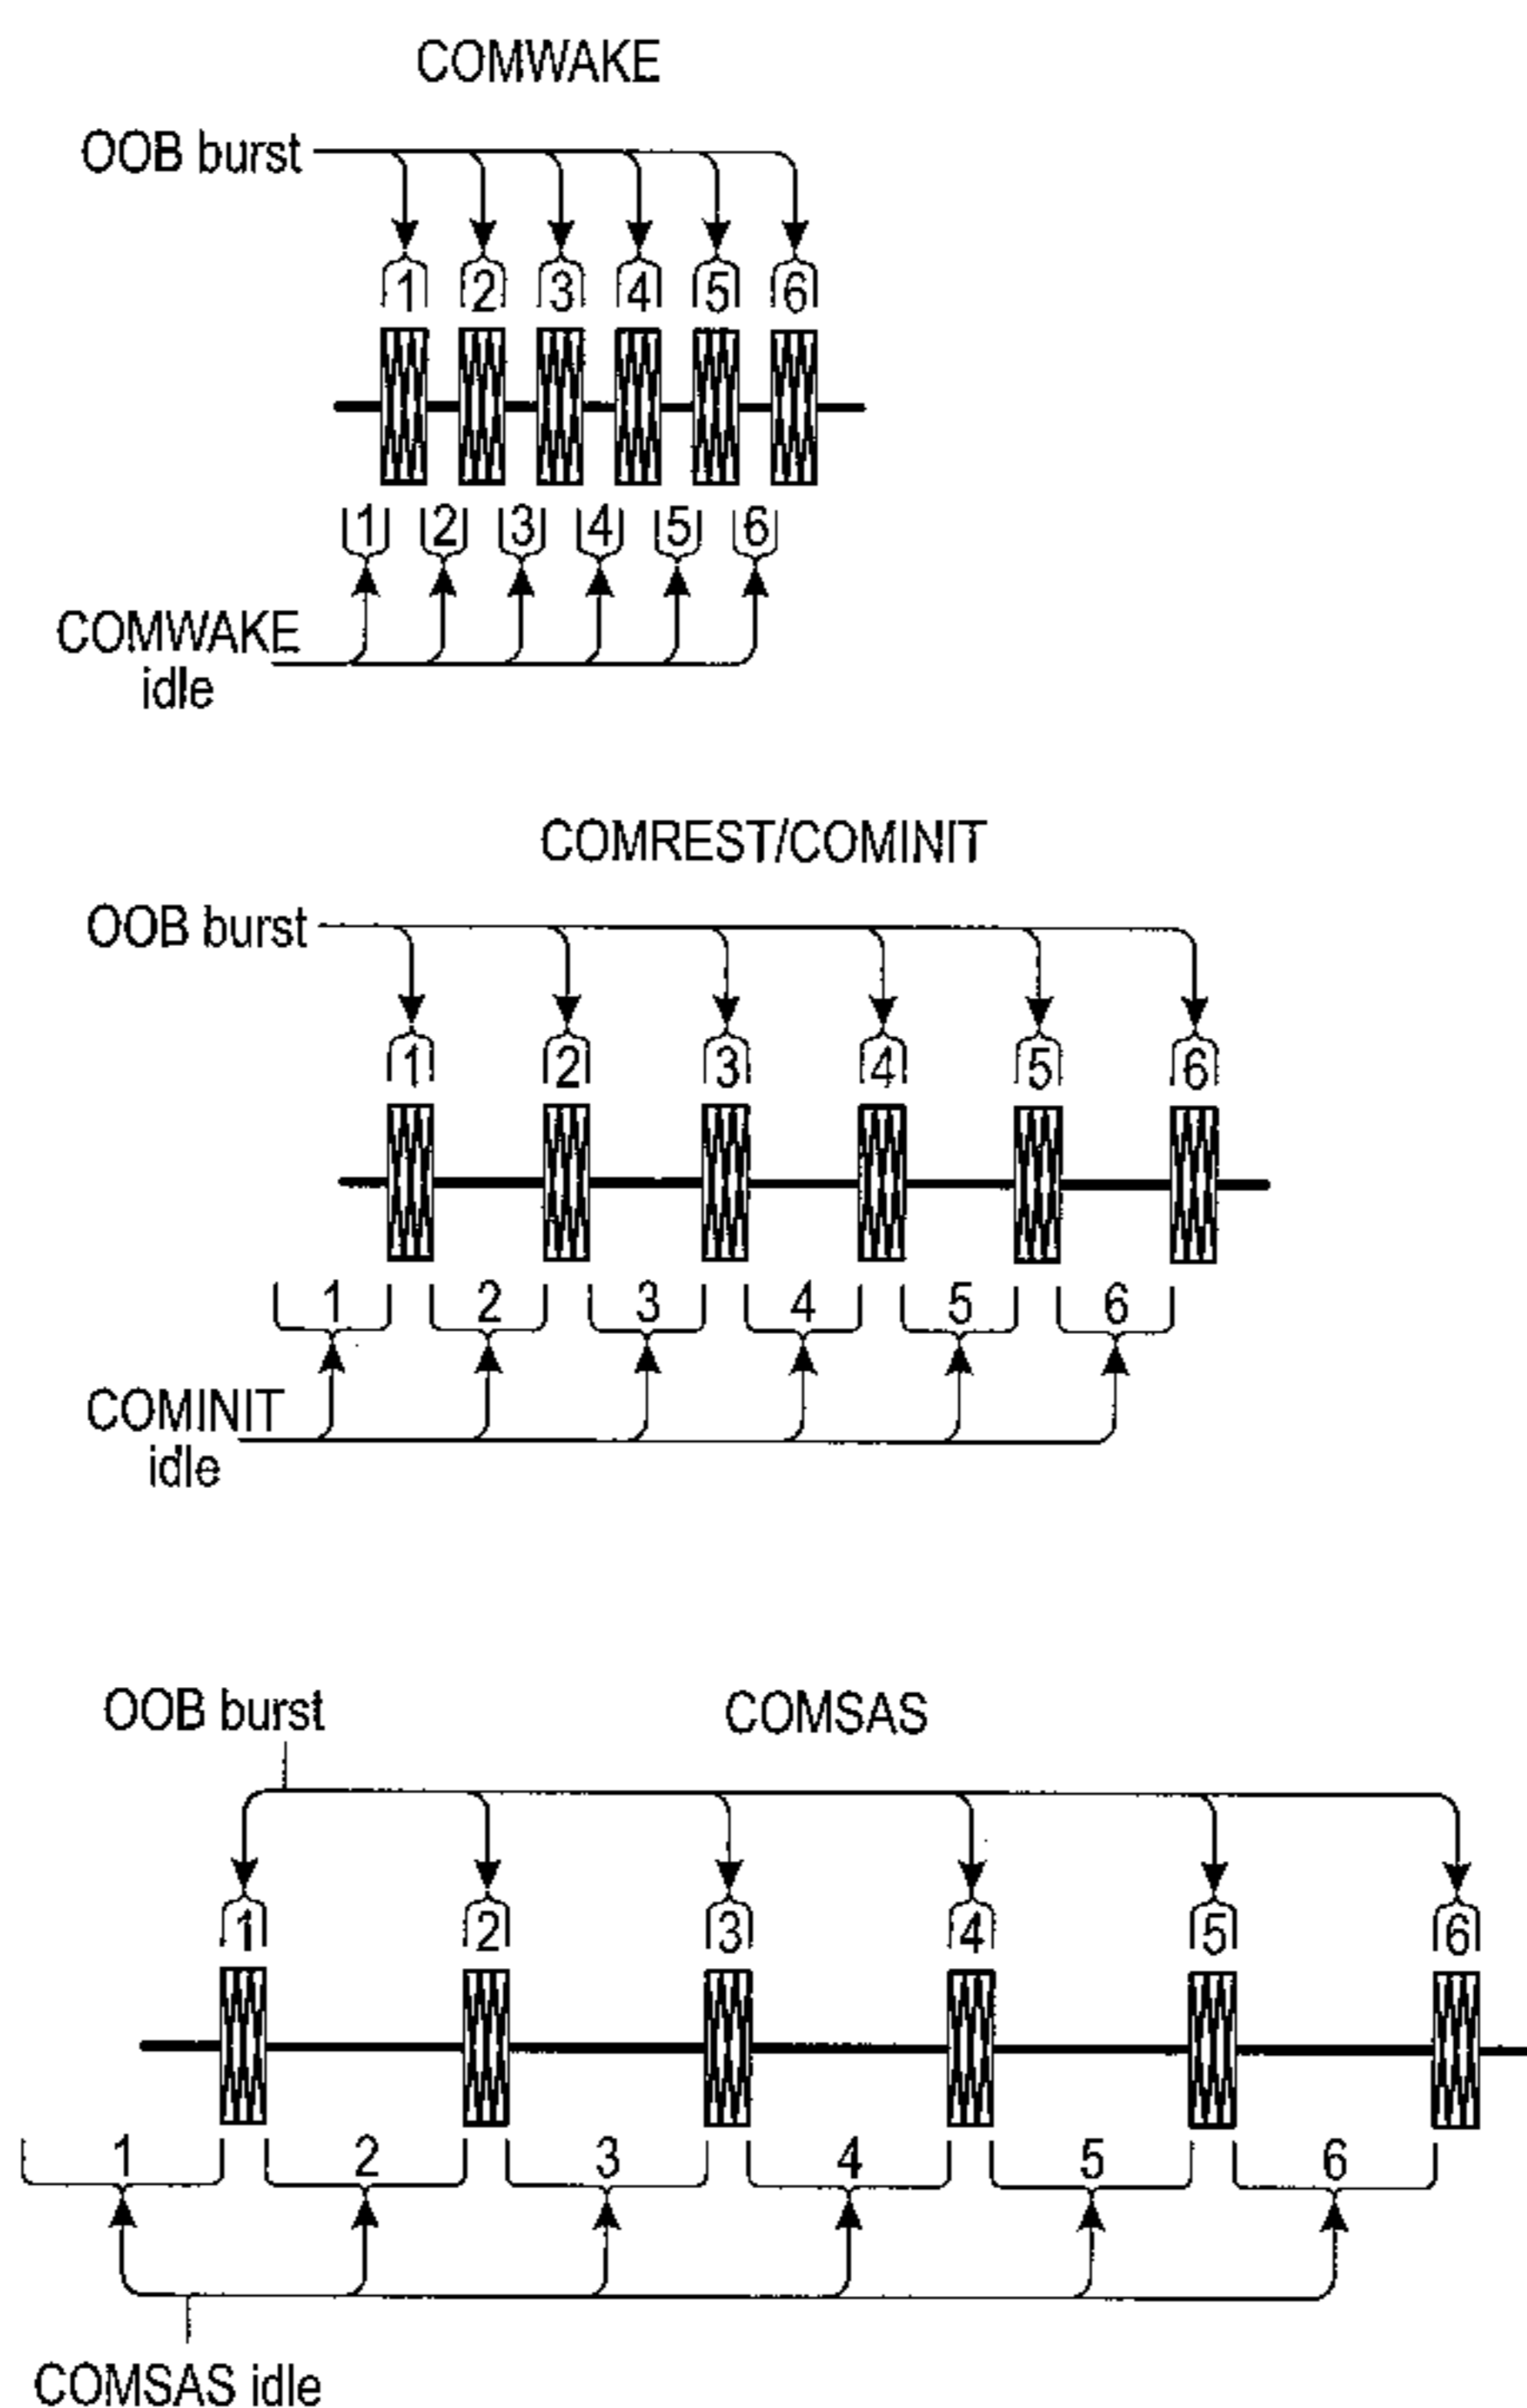 COMWAKE
OOB burst
1 2 3 4 5 6
1 2 3 4 5 6
COMWAKE
idle
COMREST/COMINIT
OOB burst
1 2 3 4 5 6
1 2 3 4 5 6
COMINIT
idle
OOB burst COMSAS
1 2 3 4 5 6
1 2 3 4 5 6
COMSAS idle